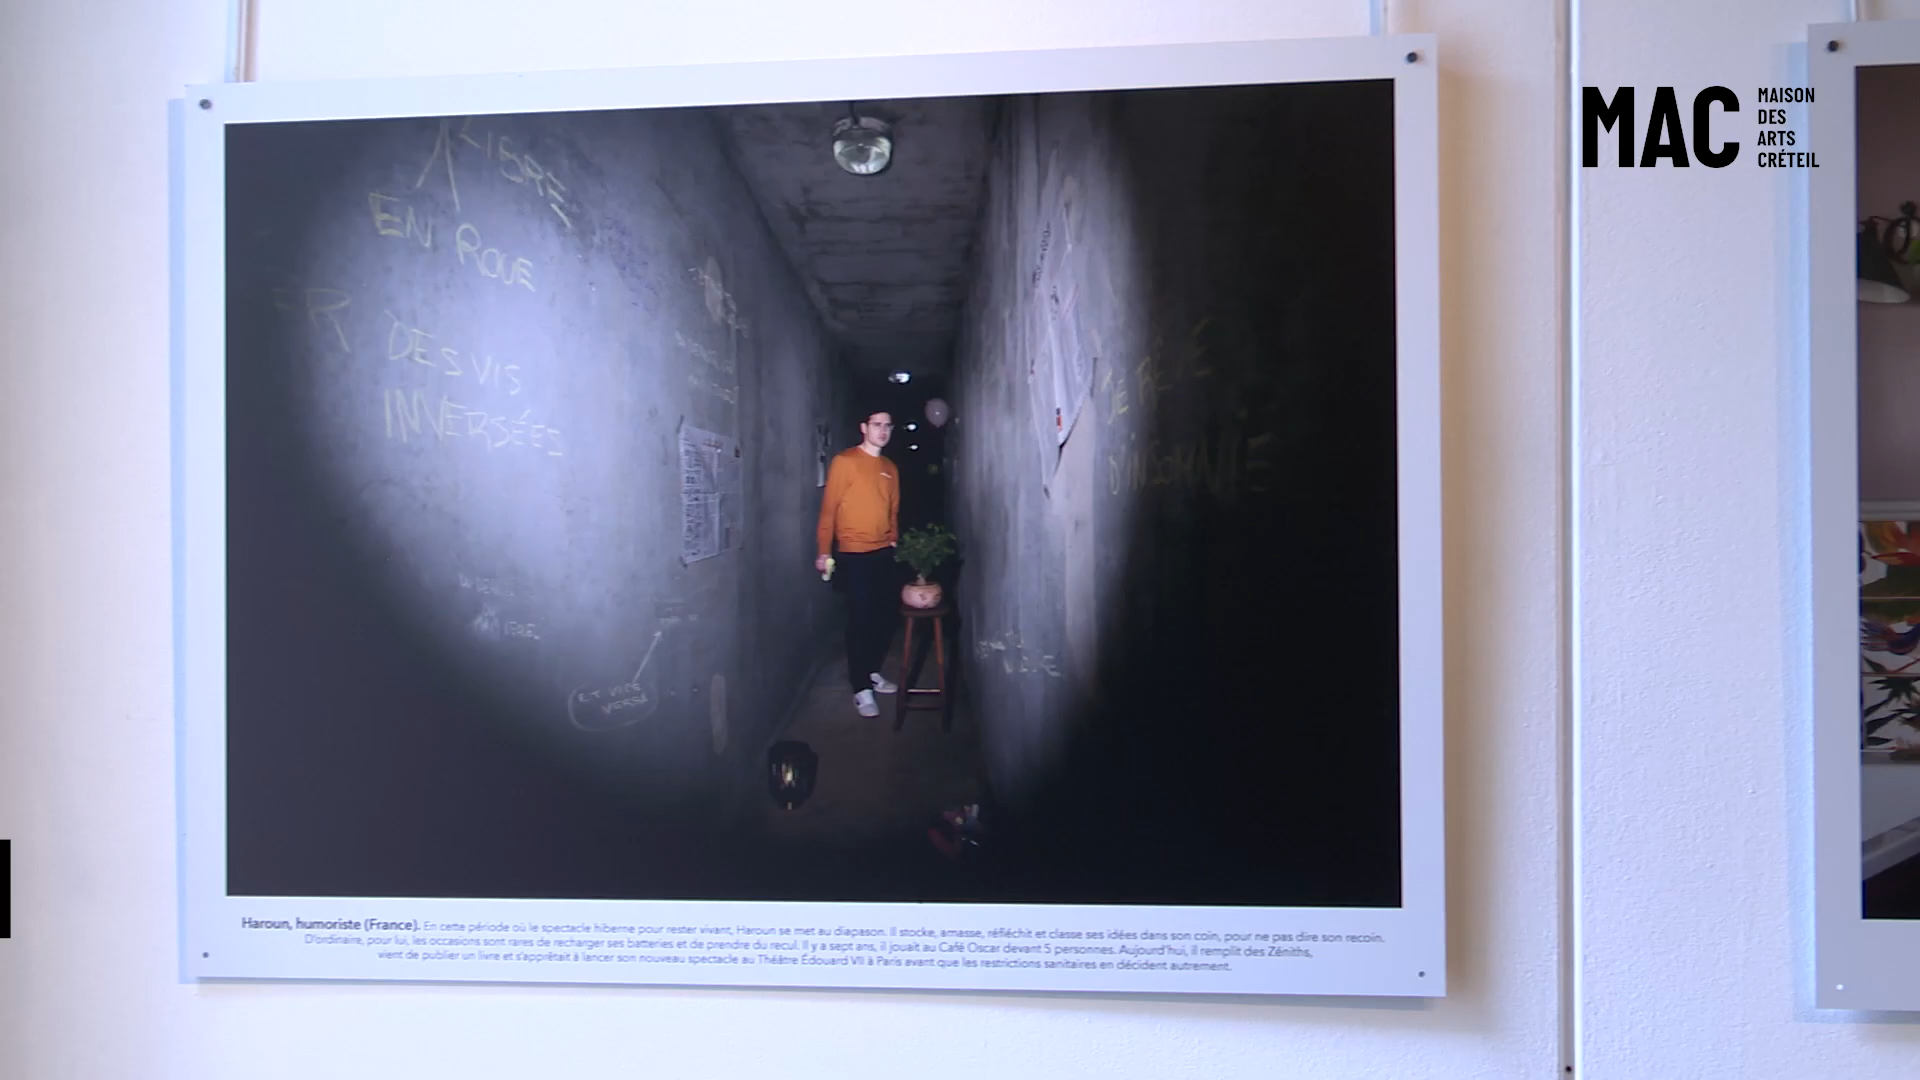 LIBRE
EN ROUE
DES VIS
INVERSÉES
ET VICE
VERSA
JE RÊVE
D'INSOMNIE
MAC
MAISON
DES
ARTS
CRÉTEIL
Haroun, humoriste (France). En cette période où le spectacle hiberne pour rester vivant, Haroun se met au diapason. Il stocke, amasse, réfléchit et classe ses idées dans son coin, pour ne pas dire son recoin.
D'ordinaire, pour lui, les occasions sont rares de recharger ses batteries et de prendre du recul. Il y a sept ans, il jouait au Café Oscar devant 5 personnes. Aujourd'hui, il remplit des Zéniths,
vient de publier un livre et s'apprêtait à lancer son nouveau spectacle au Théâtre Édouard VII à Paris avant que les restrictions sanitaires en décident autrement.